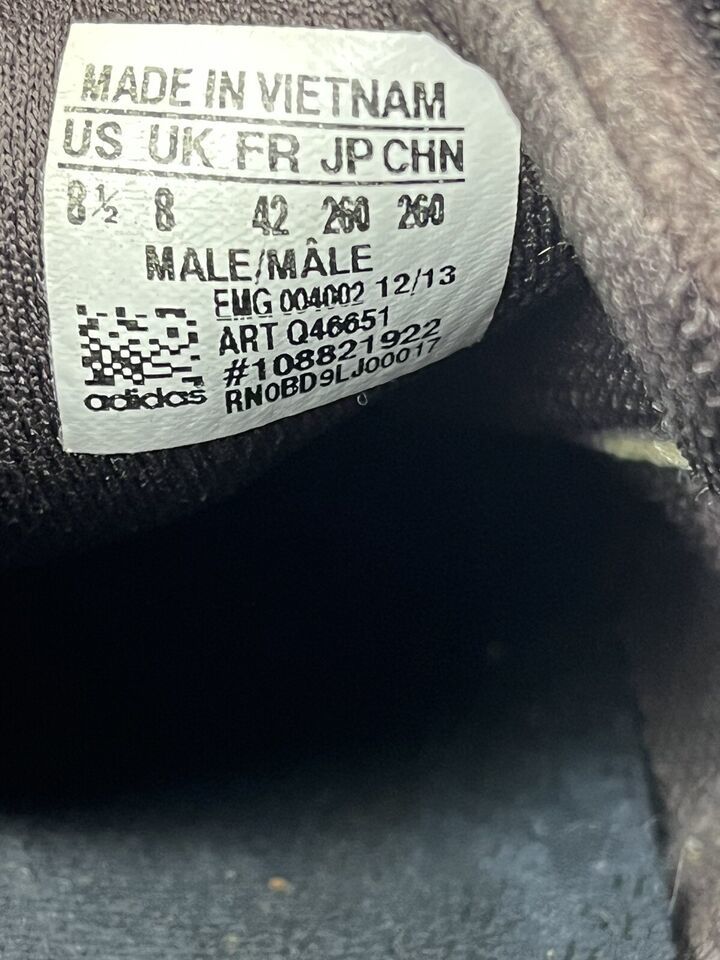 MADE IN VIETNAM
US UK FR JP CHN
8½ 8 42 260 260
MALE/MÂLE
EMG 004002 12/13
ART Q46651
#108821922
RN0BD9LJ00017
adidas